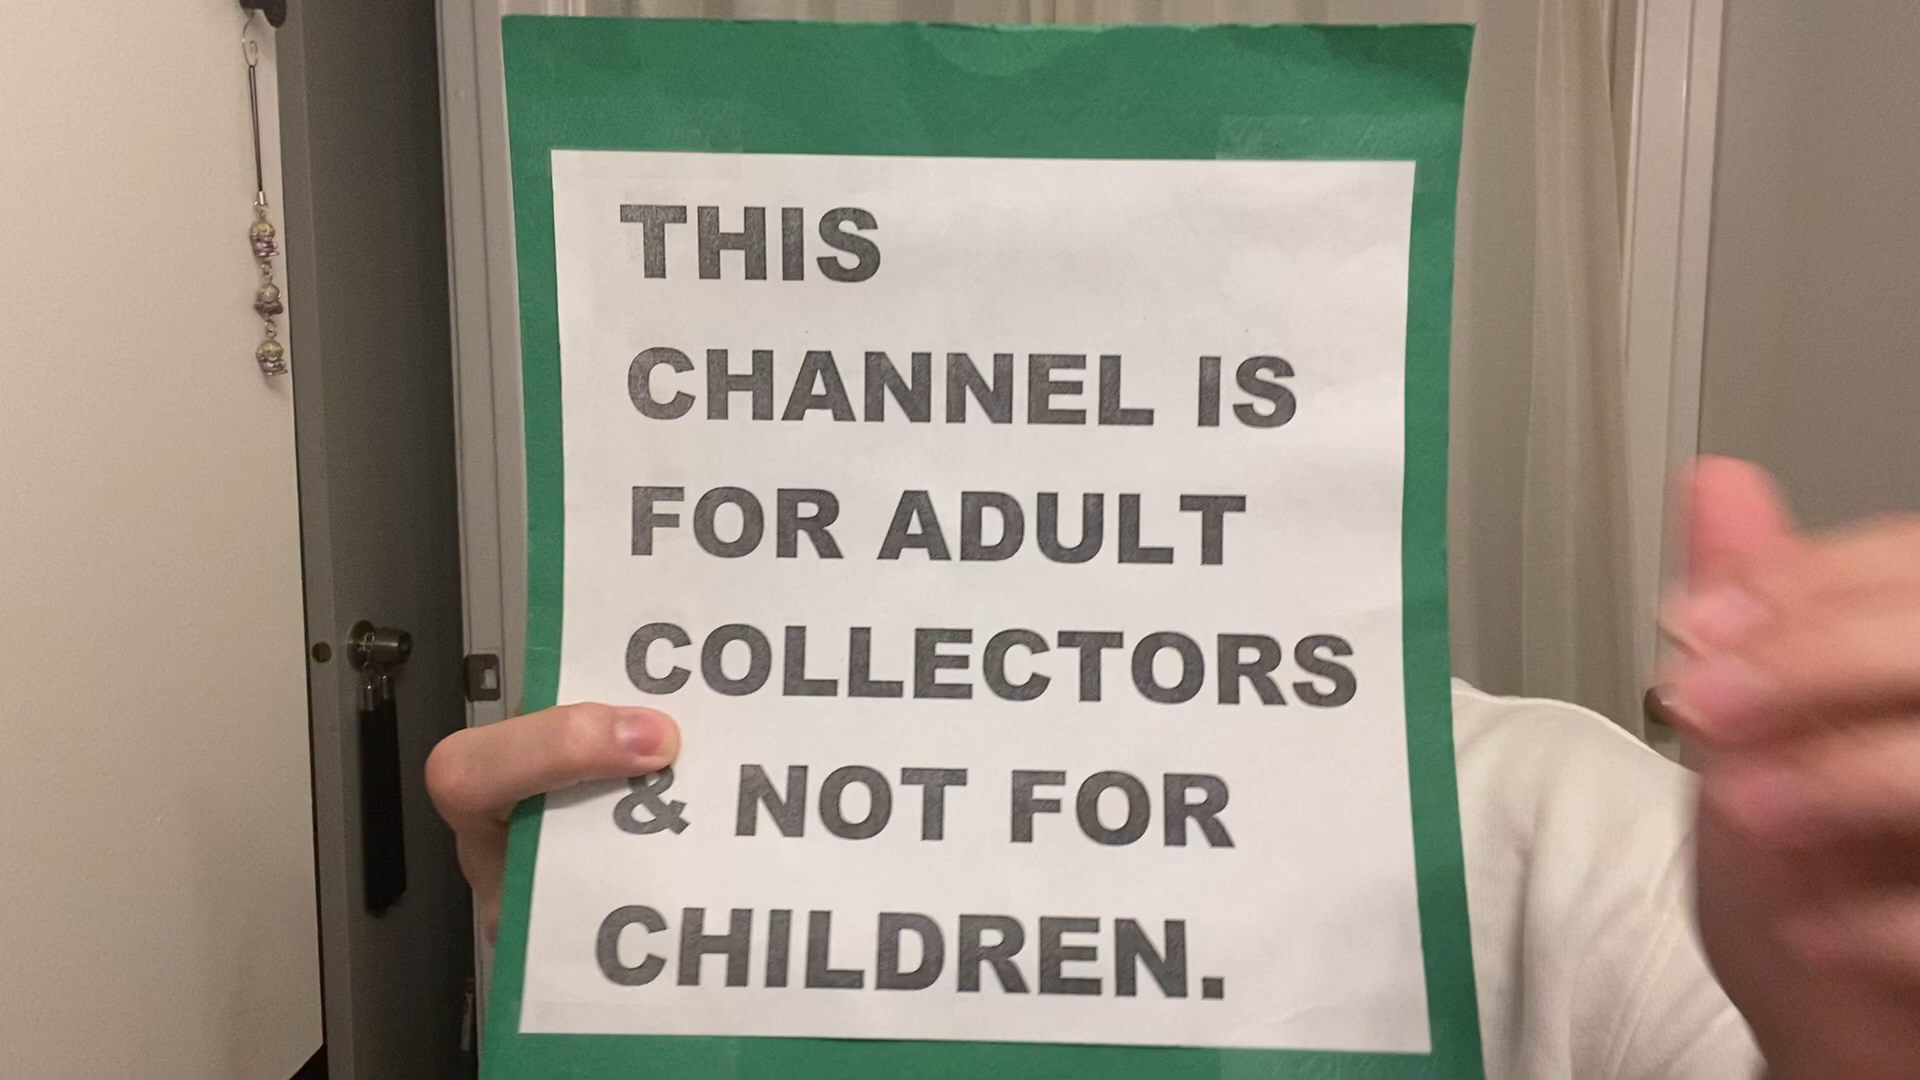 THIS
CHANNEL IS
FOR ADULT
COLLECTORS
& NOT FOR
CHILDREN.